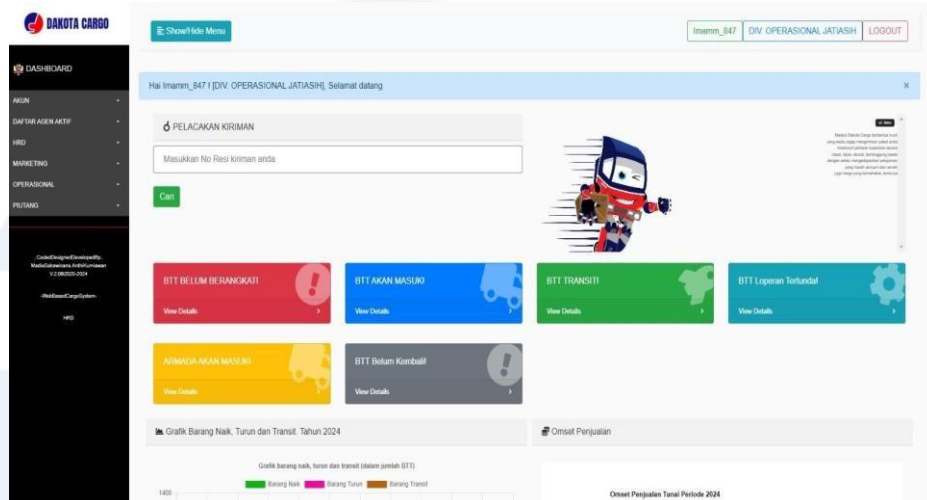 DAKOTA CARGO
Show/Hide Menu
Imamm_847
DIV. OPERASIONAL JATIASIH
LOGOUT
DASHBOARD
Hai Imamm_847 ! [DIV. OPERASIONAL JATIASIH], Selamat datang
×
AKUN
DAFTAR AGEN AKTIF
HRD
MARKETING
OPERASIONAL
PIUTANG
PELACAKAN KIRIMAN
Masukkan No Resi kiriman anda
Cari
V.2.
-WebBasedCargoSystem-
HRD
BTT BELUM BERANGKAT!
View Details
BTT AKAN MASUK!
View Details
BTT TRANSIT!
View Details
BTT Loperan Tertunda!
View Details
ARMADA AKAN MASUK!
View Details
BTT Belum Kembali!
View Details
Grafik Barang Naik, Turun dan Transit. Tahun 2024
Grafik barang naik, turun dan transit (dalam jumlah BTT)
Barang Naik
Barang Turun
Barang Transit
1400
Omset Penjualan
Omset Penjualan Tunai Periode 2024